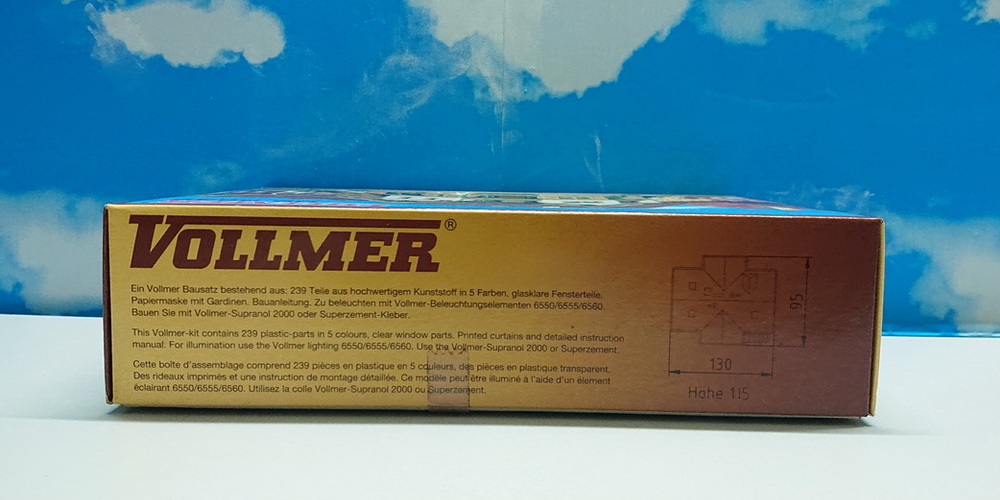 VOLLMER®
Ein Vollmer Bausatz bestehend aus: 239 Teile aus hochwertigem Kunststoff in 5 Farben, glasklare Fensterteile,
Papiermaske mit Gardinen. Bauanleitung. Zu beleuchten mit Vollmer-Beleuchtungselementen 6550/6555/6560.
Bauen Sie mit Vollmer-Supranol 2000 oder Superzement-Kleber.
This Vollmer-kit contains 239 plastic-parts in 5 colours, clear window parts. Printed curtains and detailed instruction
manual. For illumination use the Vollmer lighting 6550/6555/6560. Use the Vollmer-Supranol 2000 or Superzement.
Cette boîte d'assemblage comprend 239 pièces en plastique en 5 couleurs, des pièces en plastique transparent.
Des rideaux imprimés et une instruction de montage détaillée. Ce modèle peut être illuminé à l'aide d'un élement
éclairant 6550/6555/6560. Utilisez la colle Vollmer-Supranol 2000 ou Superzement.
95
130
Höhe 115